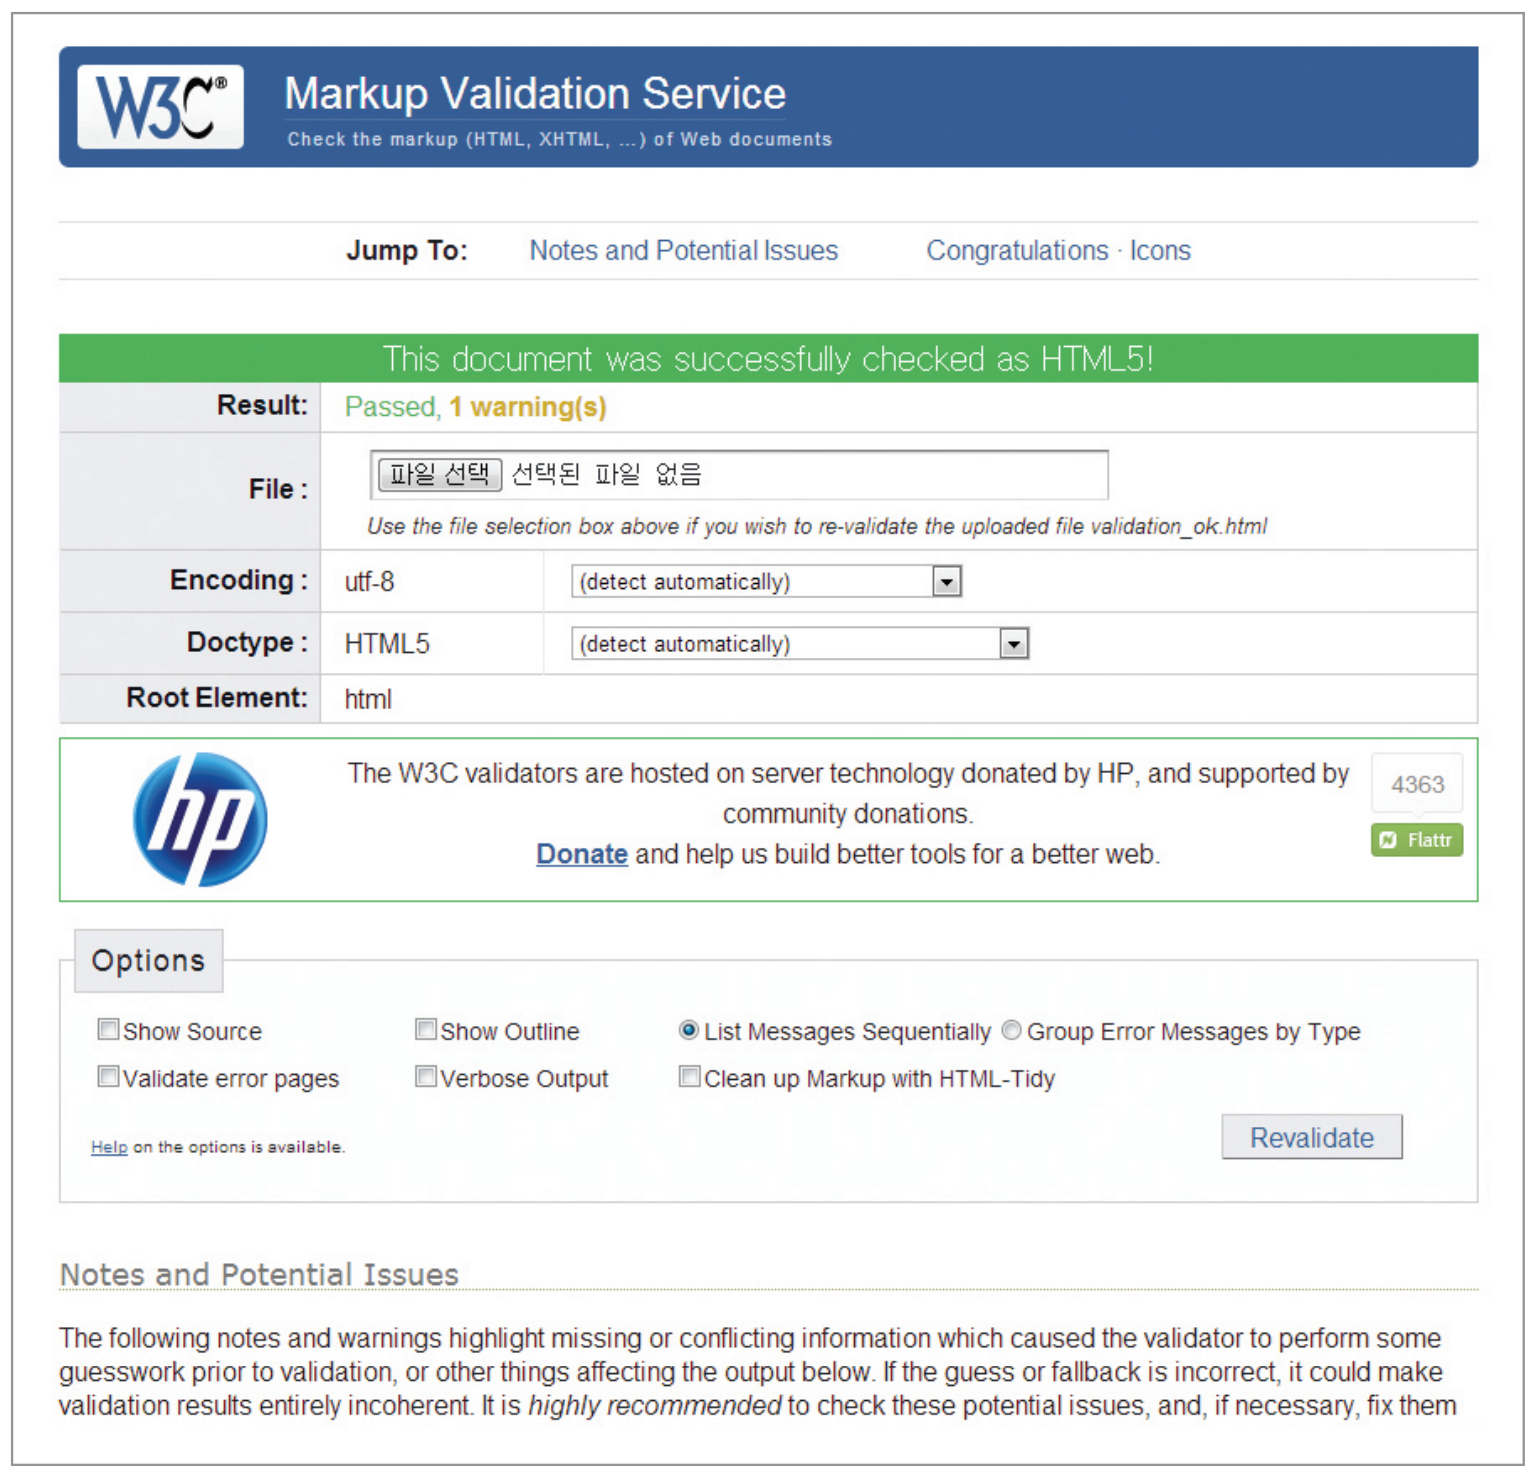 W3C®
Markup Validation Service
Check the markup (HTML, XHTML, ...) of Web documents
Jump To: Notes and Potential Issues Congratulations · Icons
This document was successfully checked as HTML5!
Result: Passed, 1 warning(s)
File : 파일 선택 선택된 파일 없음
Use the file selection box above if you wish to re-validate the uploaded file validation_ok.html
Encoding : utf-8 (detect automatically)
Doctype : HTML5 (detect automatically)
Root Element: html
hp
The W3C validators are hosted on server technology donated by HP, and supported by
community donations.
Donate and help us build better tools for a better web.
4363
Flattr
Options
Show Source Show Outline List Messages Sequentially Group Error Messages by Type
Validate error pages Verbose Output Clean up Markup with HTML-Tidy
Help on the options is available.
Revalidate
Notes and Potential Issues
The following notes and warnings highlight missing or conflicting information which caused the validator to perform some
guesswork prior to validation, or other things affecting the output below. If the guess or fallback is incorrect, it could make
validation results entirely incoherent. It is highly recommended to check these potential issues, and, if necessary, fix them